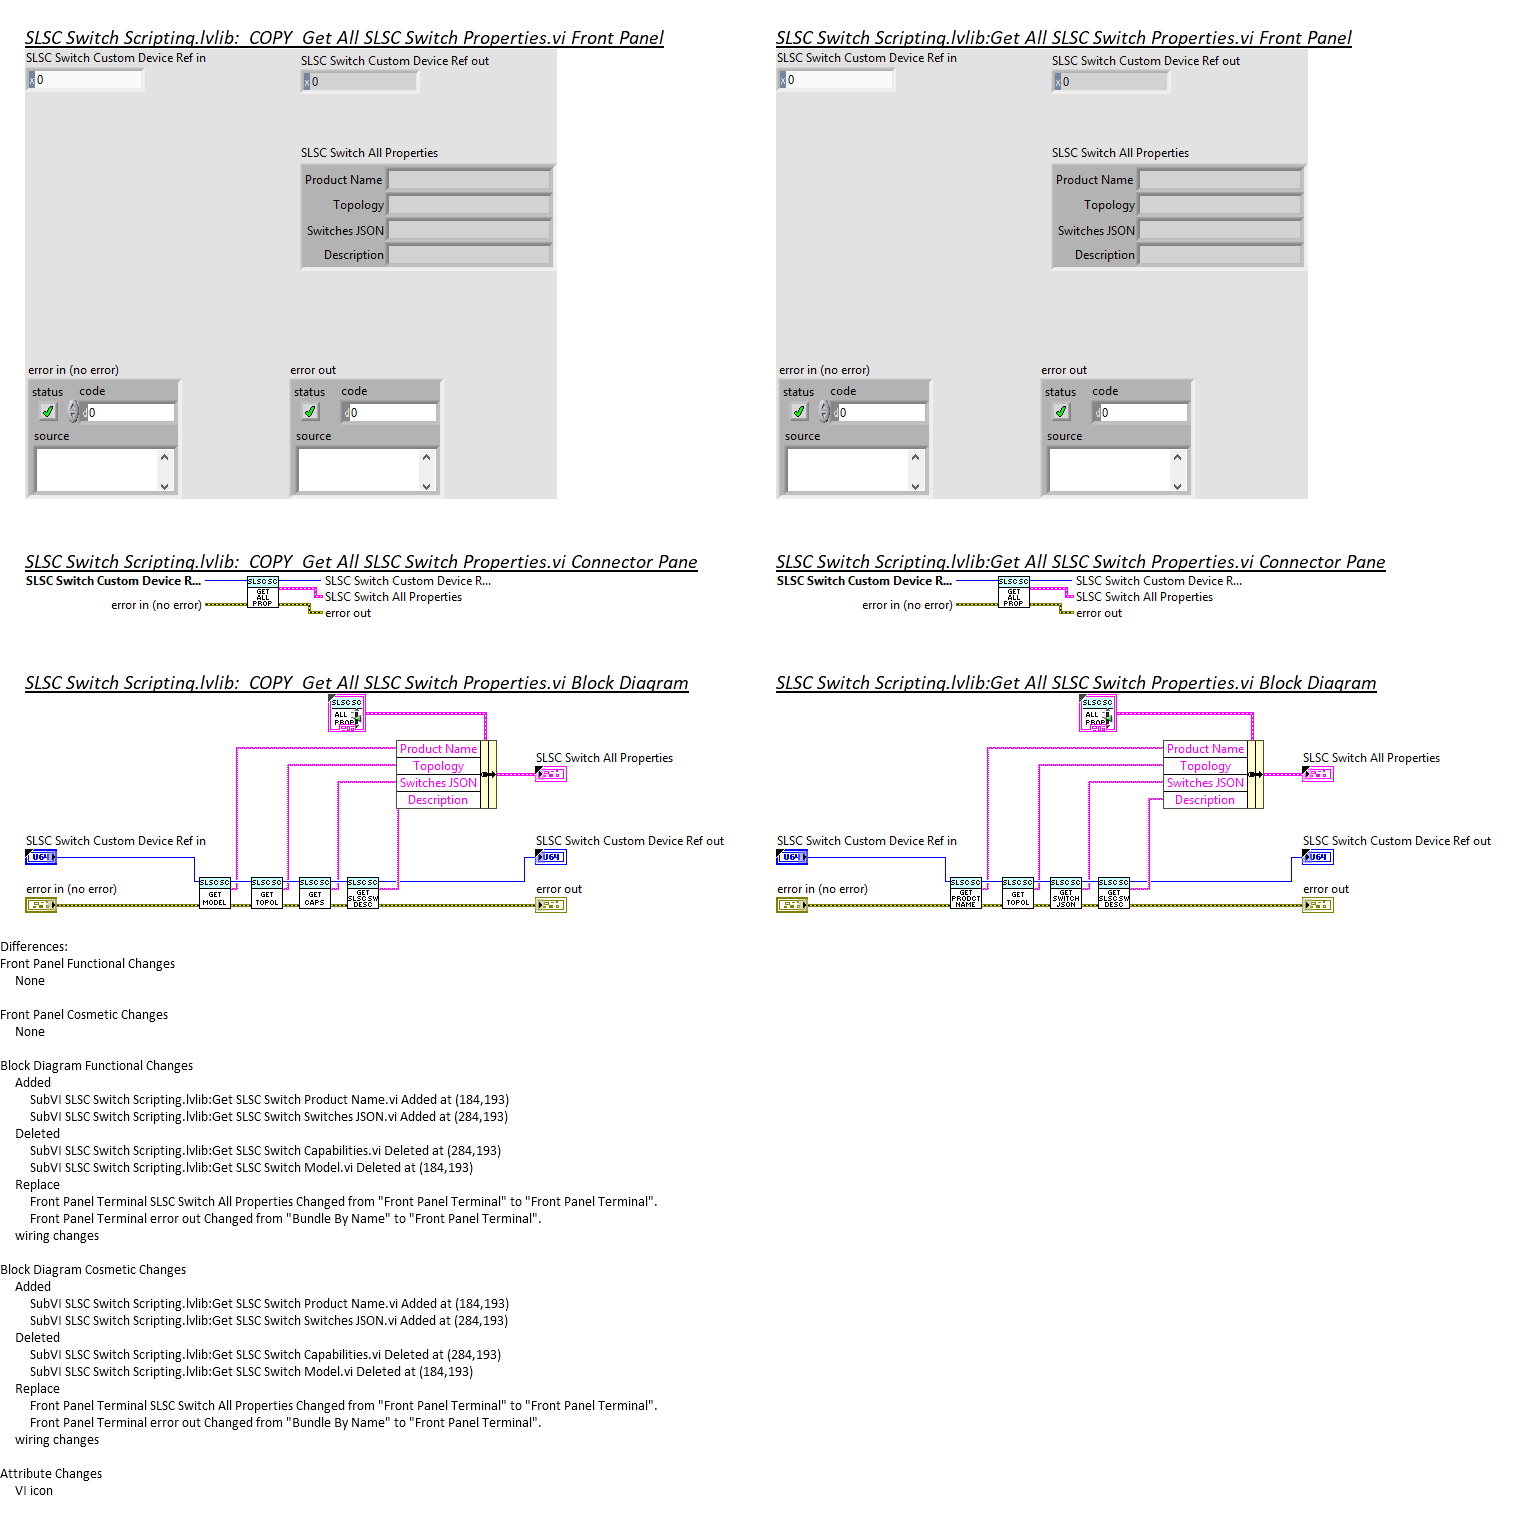 SLSC Switch Scripting.lvlib:  COPY  Get All SLSC Switch Properties.vi Front Panel
SLSC Switch Custom Device Ref in
SLSC Switch Custom Device Ref out
x 0
x 0
SLSC Switch All Properties
Product Name
Topology
Switches JSON
Description
error in (no error)
error out
status code
status code
d 0
d 0
source
source
SLSC Switch Scripting.lvlib:Get All SLSC Switch Properties.vi Front Panel
SLSC Switch Custom Device Ref in
SLSC Switch Custom Device Ref out
x 0
x 0
SLSC Switch All Properties
Product Name
Topology
Switches JSON
Description
error in (no error)
error out
status code
status code
d 0
d 0
source
source
SLSC Switch Scripting.lvlib:  COPY  Get All SLSC Switch Properties.vi Connector Pane
SLSC Switch Custom Device R...
error in (no error)
SLSC SC
GET
ALL
PROP
SLSC Switch Custom Device R...
SLSC Switch All Properties
error out
SLSC Switch Scripting.lvlib:Get All SLSC Switch Properties.vi Connector Pane
SLSC Switch Custom Device R...
error in (no error)
SLSC SC
GET
ALL
PROP
SLSC Switch Custom Device R...
SLSC Switch All Properties
error out
SLSC Switch Scripting.lvlib:  COPY  Get All SLSC Switch Properties.vi Block Diagram
SLSC SC
ALL
PROP
Product Name
Topology
Switches JSON
Description
SLSC Switch All Properties
SLSC Switch Custom Device Ref in
U64
SLSC Switch Custom Device Ref out
U64
error in (no error)
error out
SLSC SC
GET
MODEL
SLSC SC
GET
TOPOL
SLSC SC
GET
CAPS
SLSC SC
GET
SLSC SW
DESC
SLSC Switch Scripting.lvlib:Get All SLSC Switch Properties.vi Block Diagram
SLSC SC
ALL
PROP
Product Name
Topology
Switches JSON
Description
SLSC Switch All Properties
SLSC Switch Custom Device Ref in
U64
SLSC Switch Custom Device Ref out
U64
error in (no error)
error out
SLSC SC
GET
PRODCT
NAME
SLSC SC
GET
TOPOL
SLSC SC
GET
SWITCH
JSON
SLSC SC
GET
SLSC SW
DESC
Differences:
Front Panel Functional Changes
None
Front Panel Cosmetic Changes
None
Block Diagram Functional Changes
Added
SubVI SLSC Switch Scripting.lvlib:Get SLSC Switch Product Name.vi Added at (184,193)
SubVI SLSC Switch Scripting.lvlib:Get SLSC Switch Switches JSON.vi Added at (284,193)
Deleted
SubVI SLSC Switch Scripting.lvlib:Get SLSC Switch Capabilities.vi Deleted at (284,193)
SubVI SLSC Switch Scripting.lvlib:Get SLSC Switch Model.vi Deleted at (184,193)
Replace
Front Panel Terminal SLSC Switch All Properties Changed from "Front Panel Terminal" to "Front Panel Terminal".
Front Panel Terminal error out Changed from "Bundle By Name" to "Front Panel Terminal".
wiring changes
Block Diagram Cosmetic Changes
Added
SubVI SLSC Switch Scripting.lvlib:Get SLSC Switch Product Name.vi Added at (184,193)
SubVI SLSC Switch Scripting.lvlib:Get SLSC Switch Switches JSON.vi Added at (284,193)
Deleted
SubVI SLSC Switch Scripting.lvlib:Get SLSC Switch Capabilities.vi Deleted at (284,193)
SubVI SLSC Switch Scripting.lvlib:Get SLSC Switch Model.vi Deleted at (184,193)
Replace
Front Panel Terminal SLSC Switch All Properties Changed from "Front Panel Terminal" to "Front Panel Terminal".
Front Panel Terminal error out Changed from "Bundle By Name" to "Front Panel Terminal".
wiring changes
Attribute Changes
VI icon